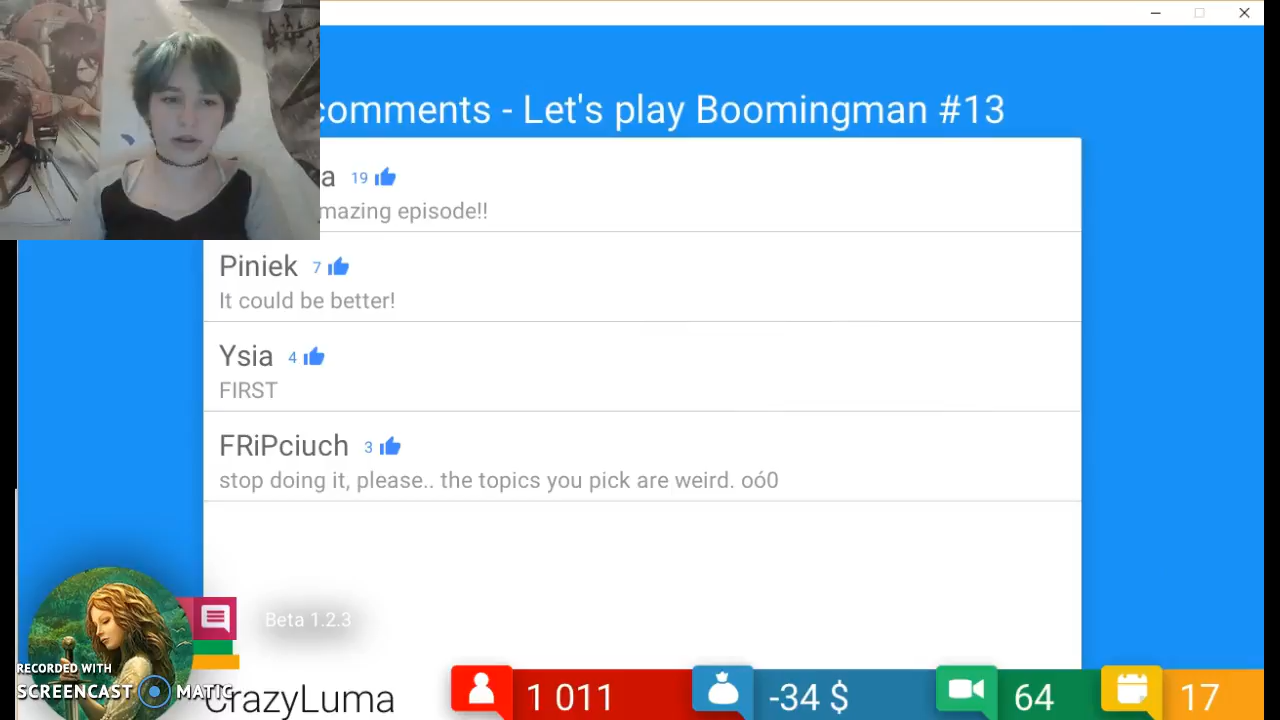 comments - Let's play Boomingman #13
a 19
mazing episode!!
Piniek 7
It could be better!
Ysia 4
FIRST
FRiPciuch 3
stop doing it, please.. the topics you pick are weird. oó0
Beta 1.2.3
RECORDED WITH
SCREENCAST MATIC
CrazyLuma
1 011
-34 $
64
17